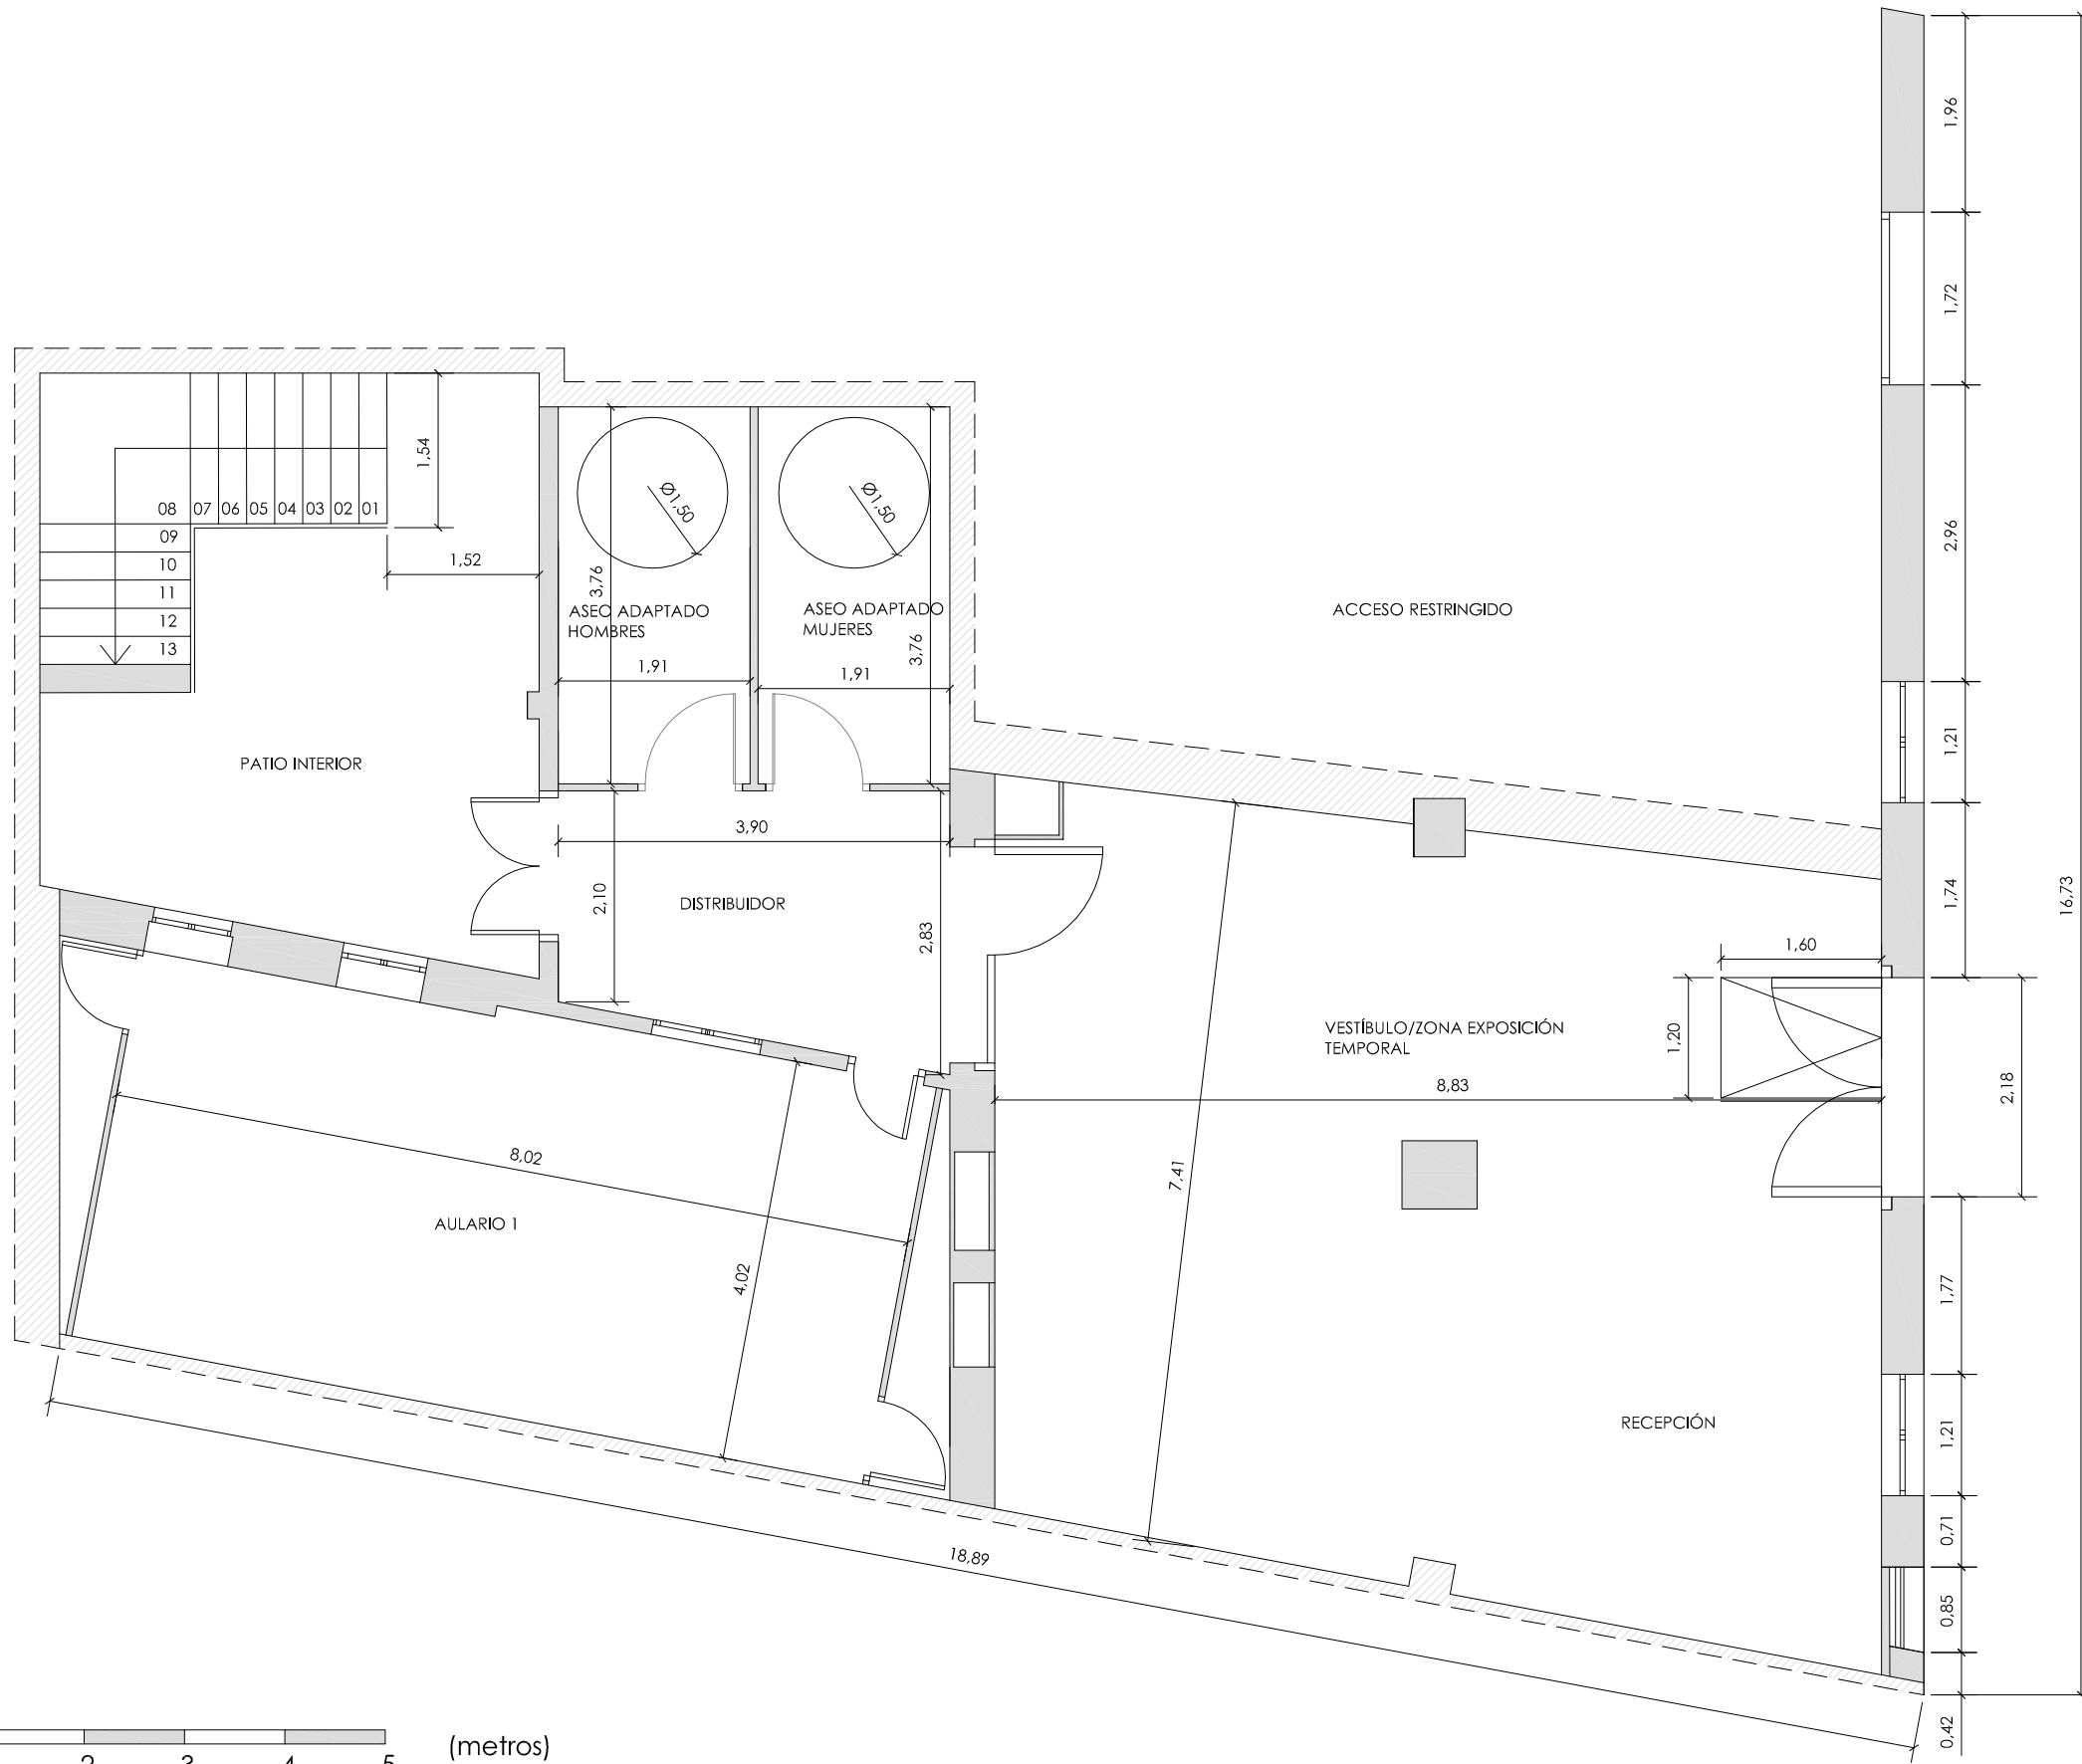 1,96
1,72
1,54
08 07 06 05 04 03 02 01
09
10
11
12
13
1,52
Ø1,50
Ø1,50
3,76
ASEO ADAPTADO
HOMBRES
ASEO ADAPTADO
MUJERES
3,76
1,91
1,91
ACCESO RESTRINGIDO
2,96
1,21
PATIO INTERIOR
3,90
2,10
DISTRIBUIDOR
2,83
1,74
16,73
1,60
1,20
VESTÍBULO/ZONA EXPOSICIÓN
TEMPORAL
8,83
2,18
8,02
7,41
AULARIO 1
4,02
1,77
RECEPCIÓN
1,21
0,71
18,89
0,85
0,42
2 3 4 5
(metros)